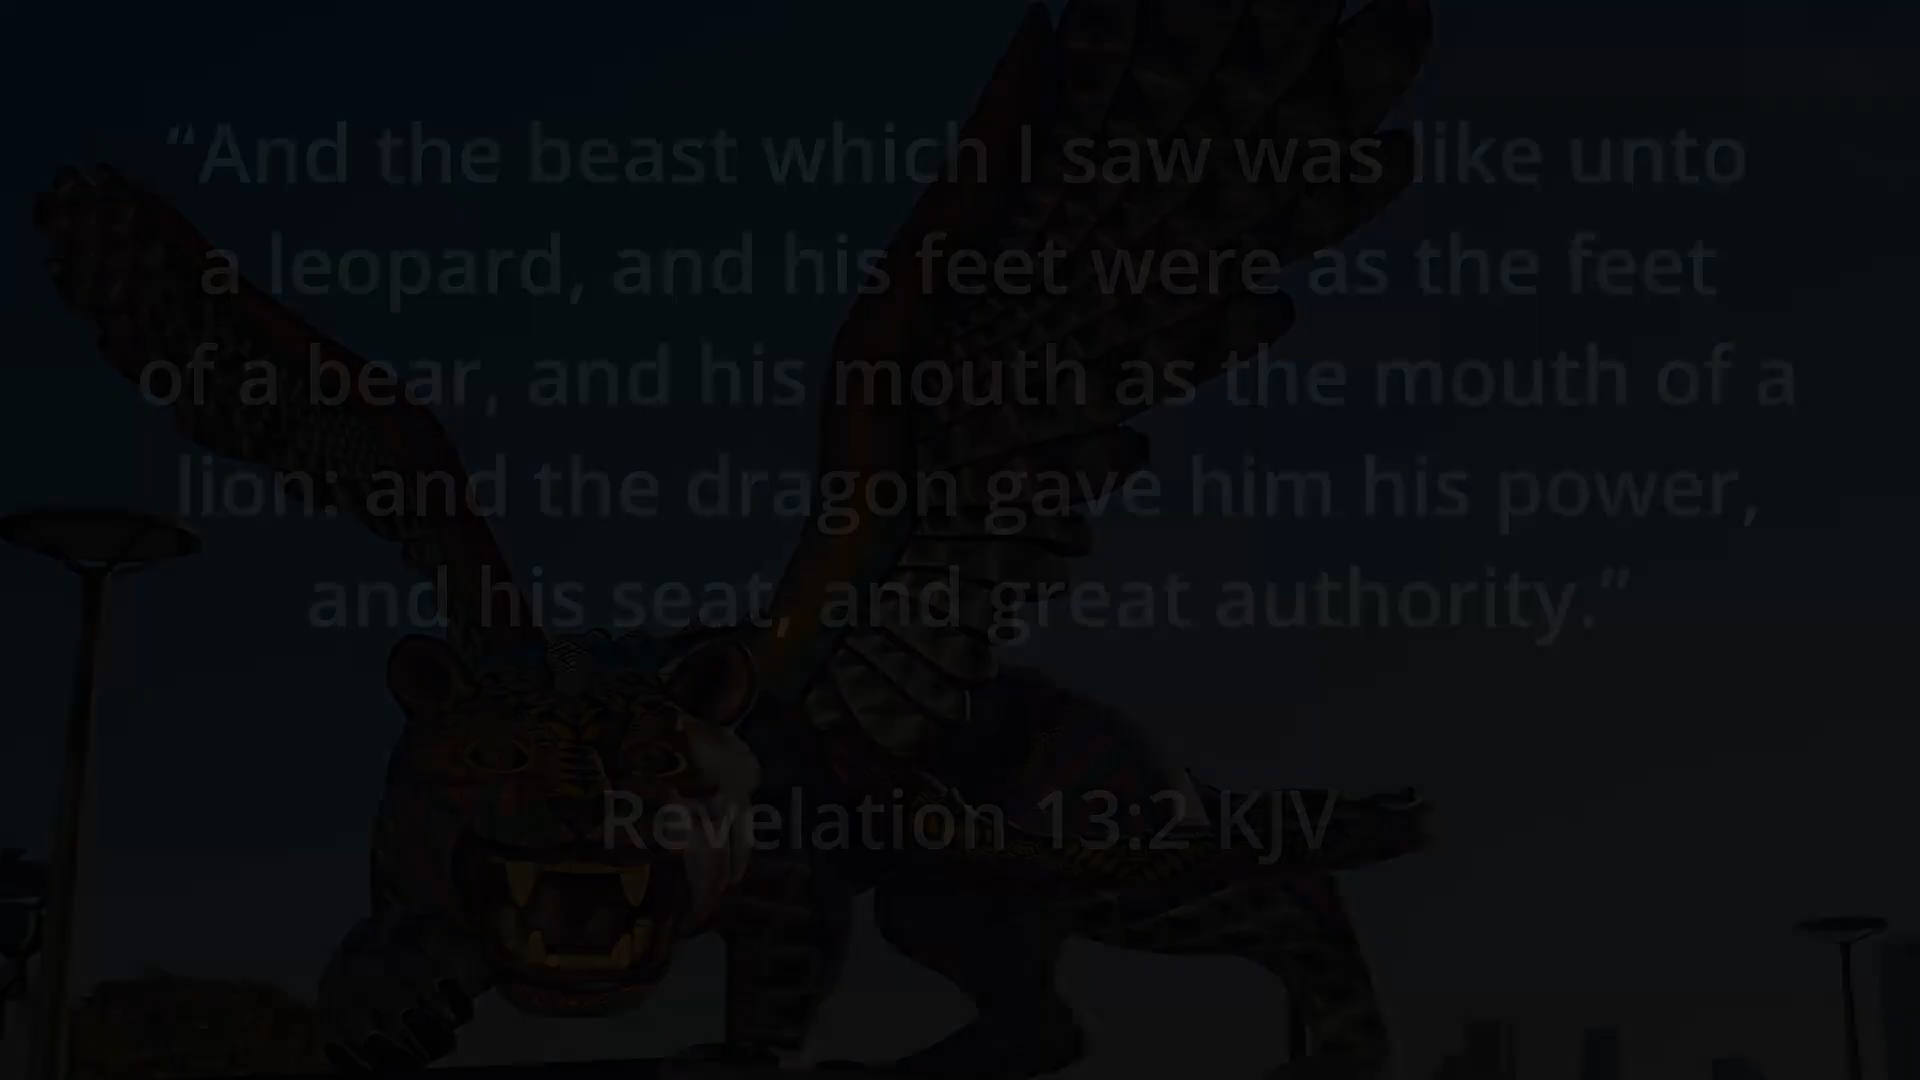 “And the beast which I saw was like unto
a leopard, and his feet were as the feet
of a bear, and his mouth as the mouth of a
lion: and the dragon gave him his power,
and his seat, and great authority.”
Revelation 13:2 KJV